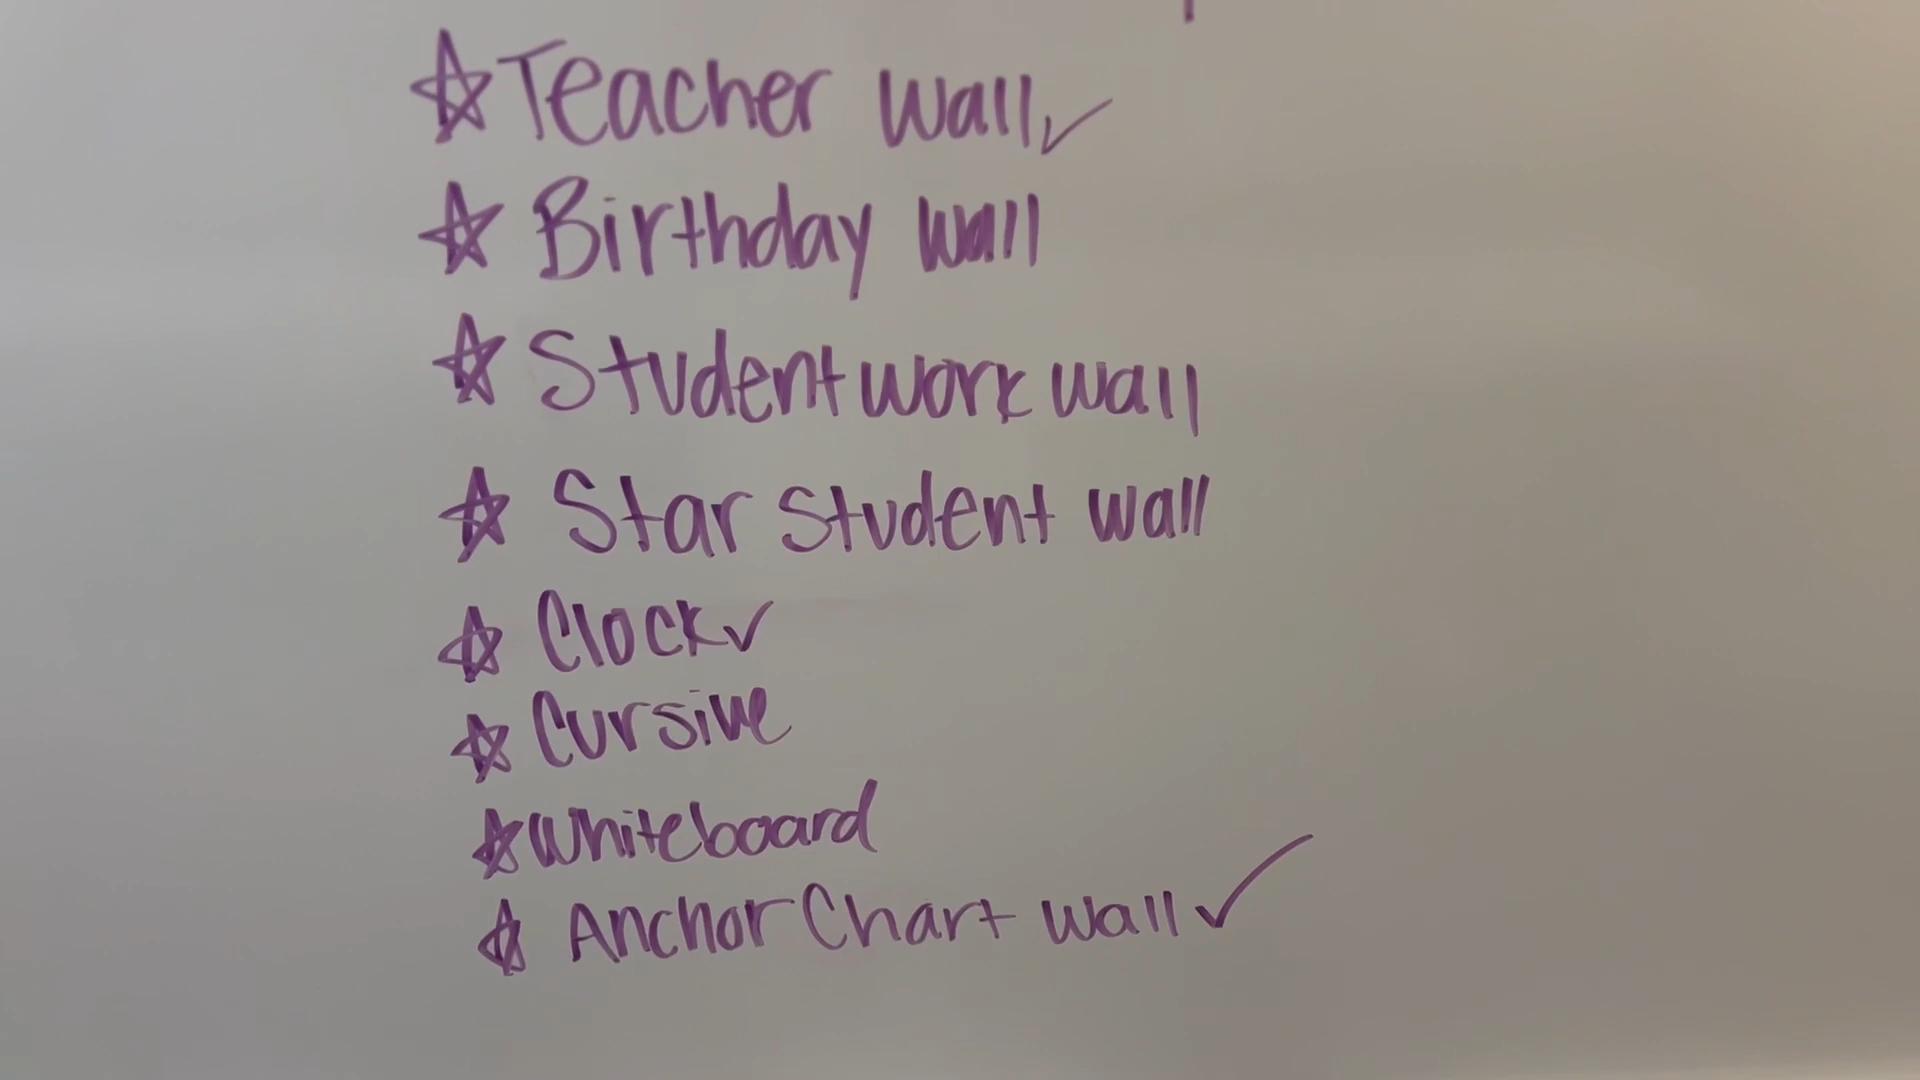 ☆ Teacher wall ✓
☆ Birthday wall
☆ Student work wall
☆ Star student wall
☆ Clock ✓
☆ Cursive
☆ Whiteboard
☆ Anchor Chart wall ✓